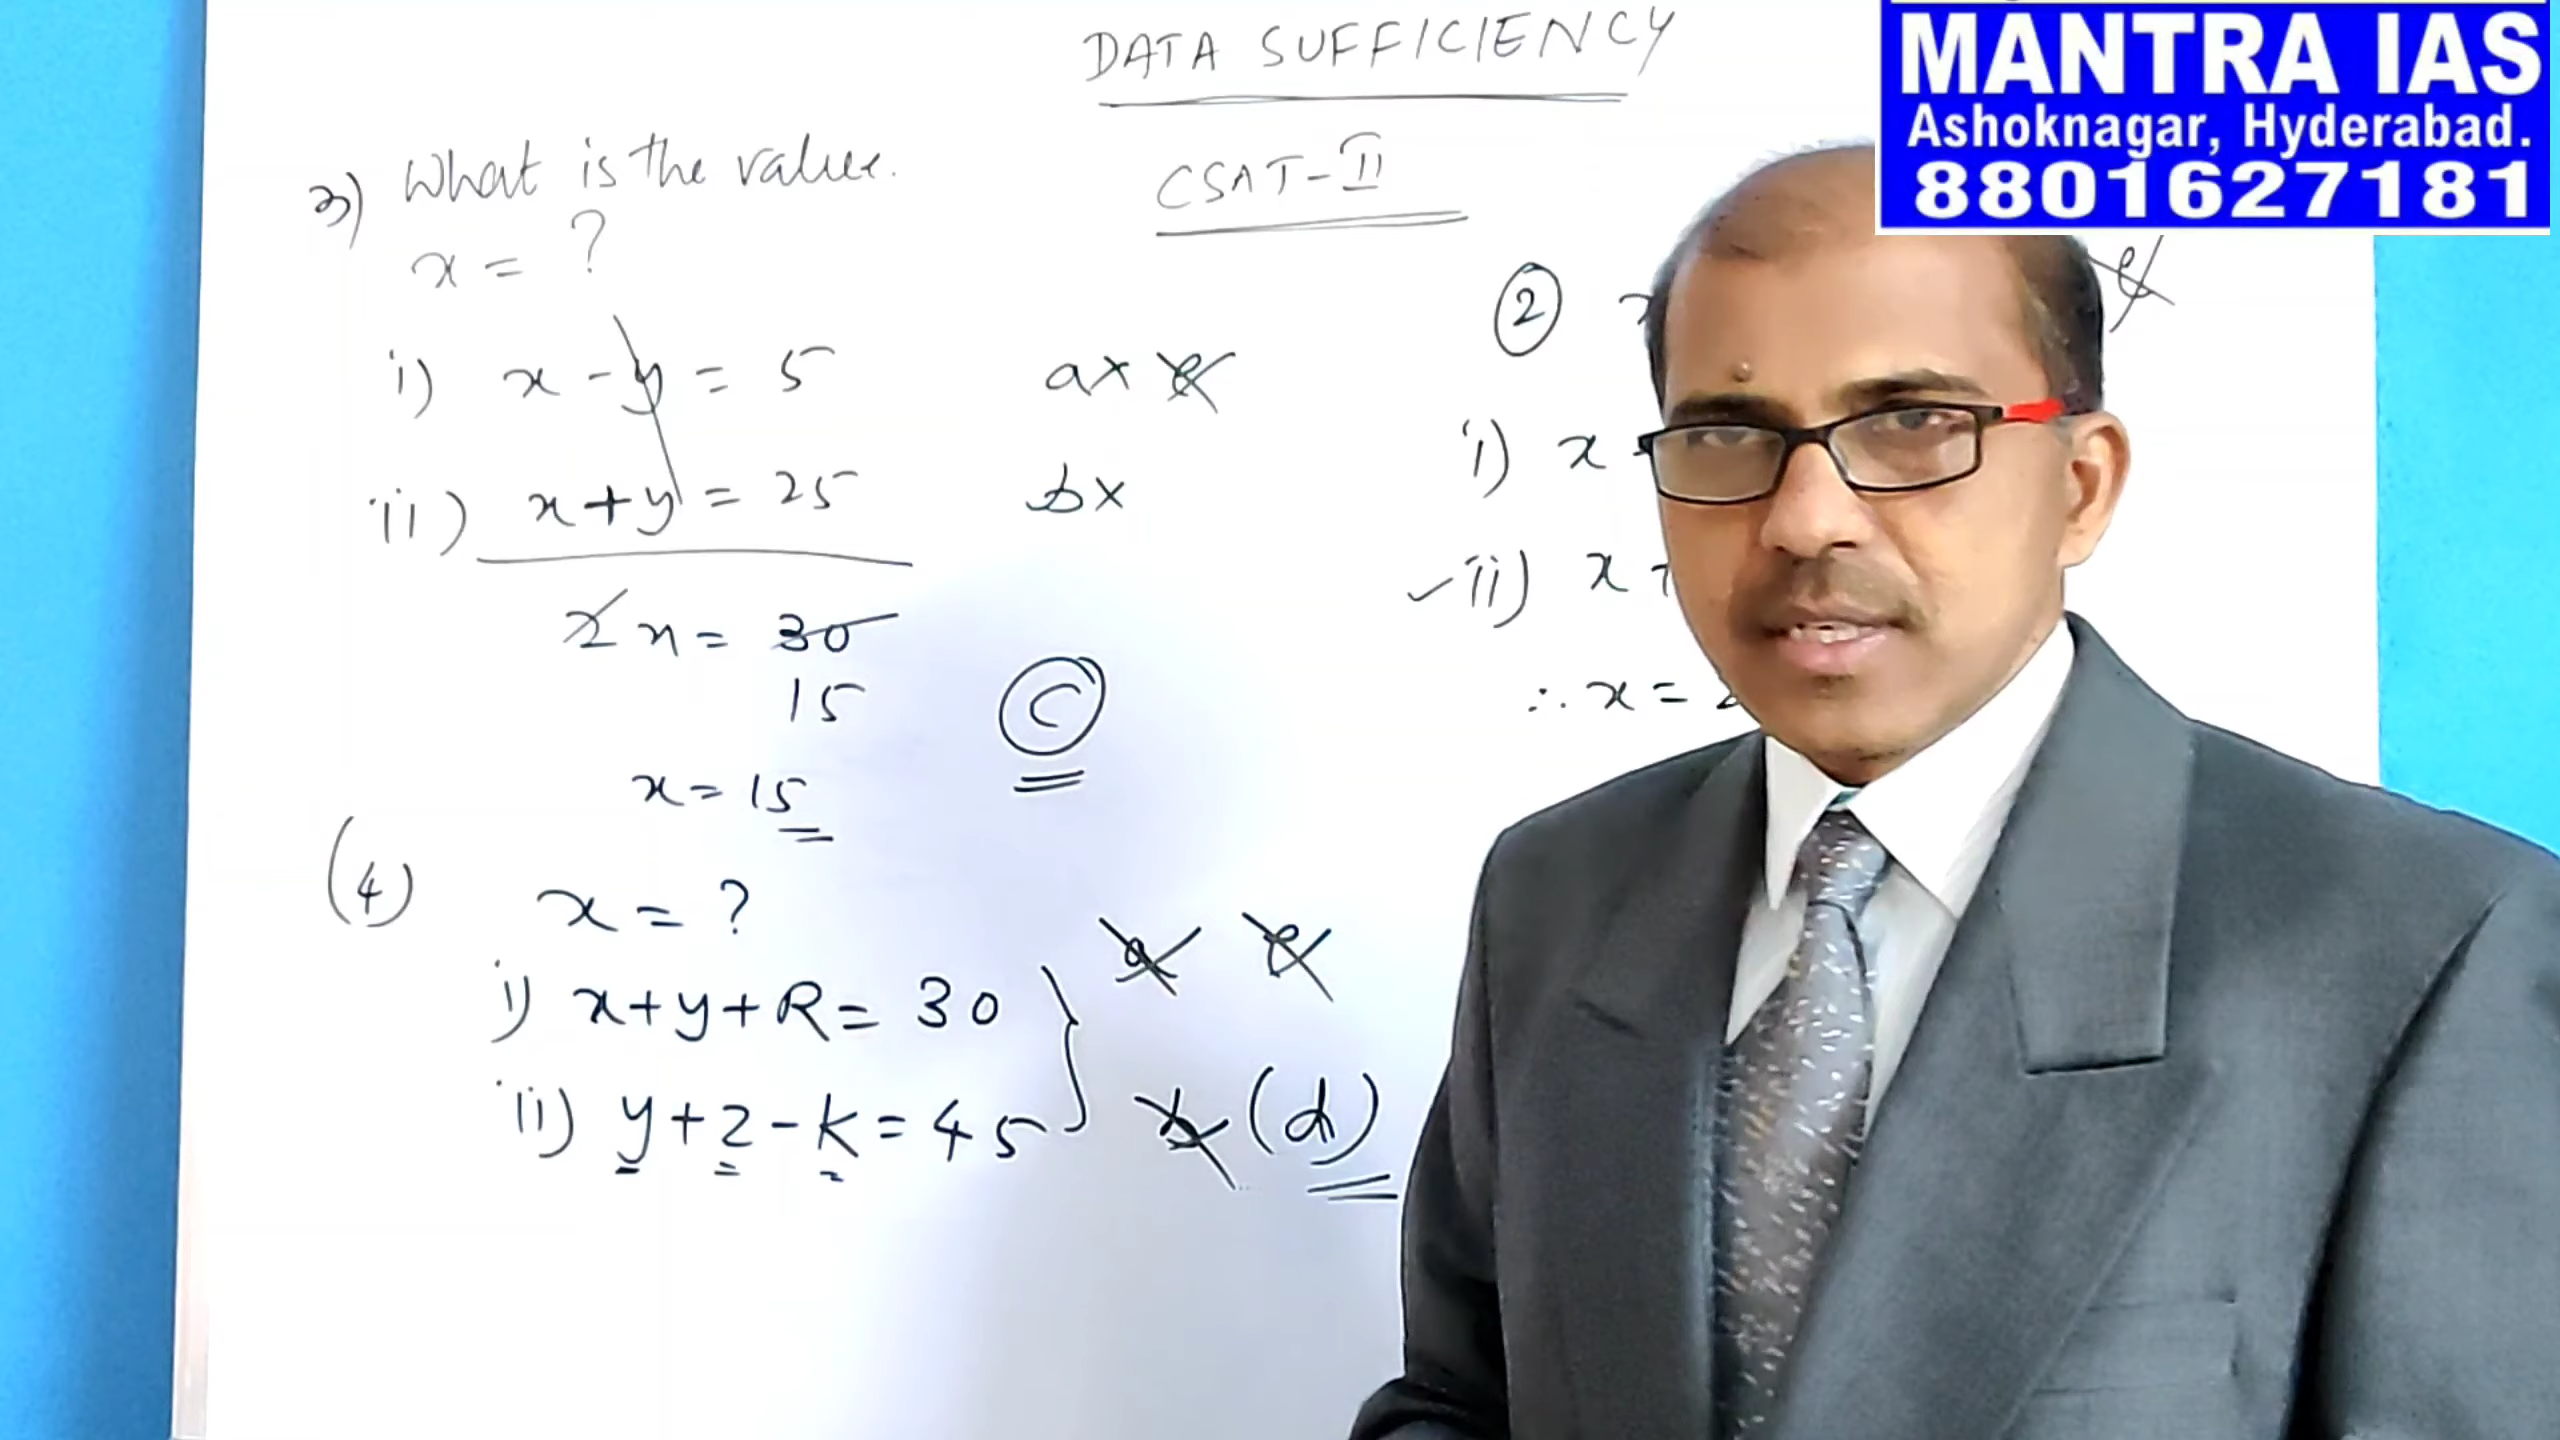 DATA SUFFICIENCY
CSAT-II
MANTRA IAS
Ashoknagar, Hyderabad.
8801627181
3) What is the value.
x = ?
i) x - y = 5
a x e
ii) x + y = 25
b x
2x = 30
15
C
x = 15
(4)
x = ?
i) x + y + R = 30
a e
ii) y + z - k = 45
b (d)
2
e
i) x
ii) x +
∴ x =